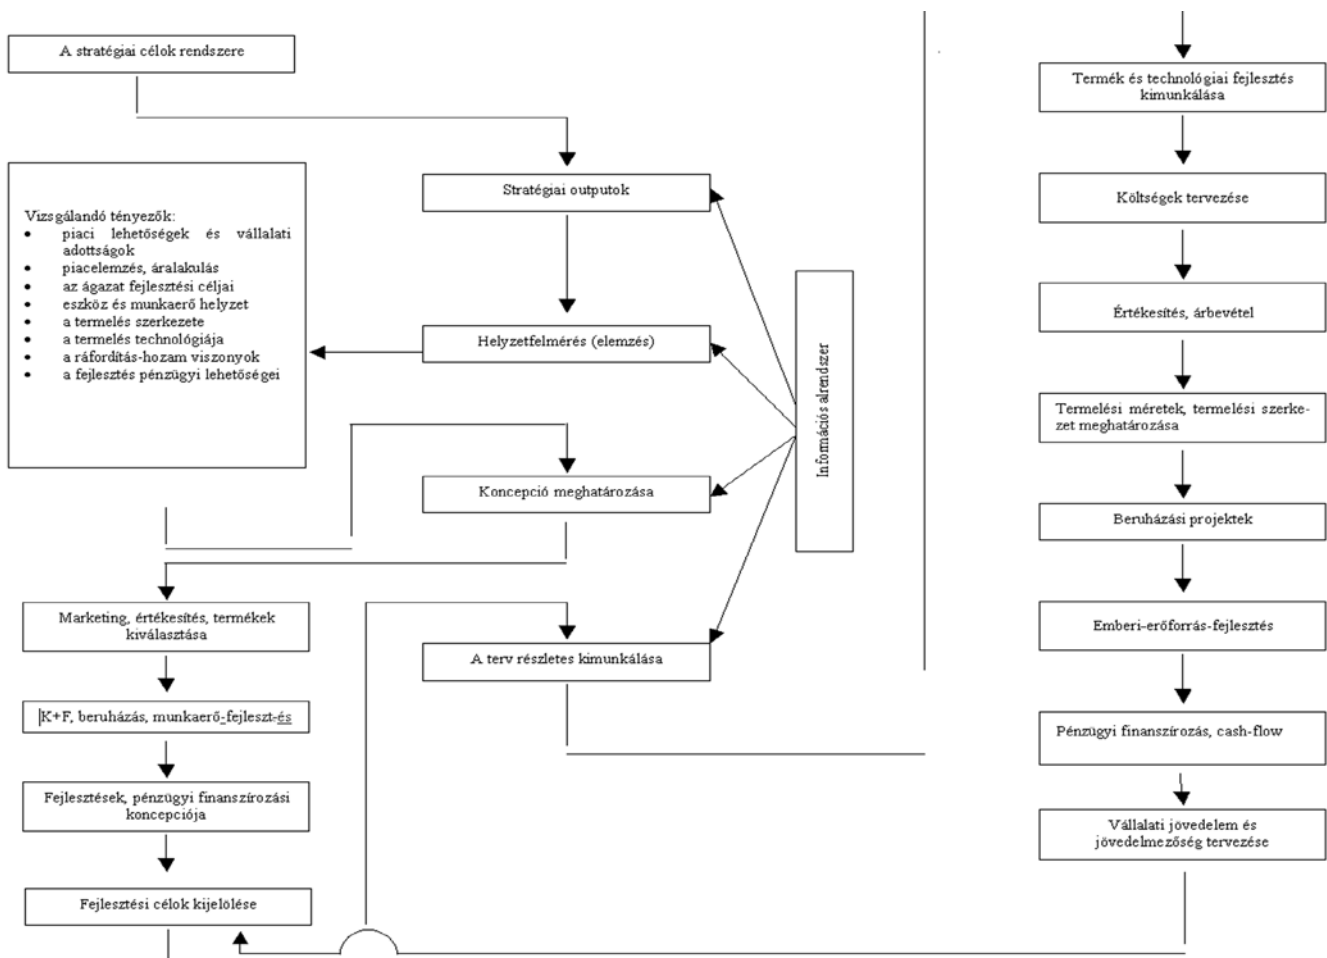 A stratégiai célok rendszere
Stratégiai outputok
Vizsgálandó tényezők:
• piaci lehetőségek és vállalati
adottságok
• piacelemzés, áralakulás
• az ágazat fejlesztési céljai
• eszköz és munkaerő helyzet
• a termelés szerkezete
• a termelés technológiája
• a ráfordítás-hozam viszonyok
• a fejlesztés pénzügyi lehetőségei
Helyzetfelmérés (elemzés)
Koncepció meghatározása
Információs alrendszer
Marketing, értékesítés, termékek
kiválasztása
K+F, beruházás, munkaerő-fejleszt-és
Fejlesztések, pénzügyi finanszírozási
koncepciója
Fejlesztési célok kijelölése
A terv részletes kimunkálása
Termék és technológiai fejlesztés
kimunkálása
Költségek tervezése
Értékesítés, árbevétel
Termelési méretek, termelési szerke-
zet meghatározása
Beruházási projektek
Emberi-erőforrás-fejlesztés
Pénzügyi finanszírozás, cash-flow
Vállalati jövedelem és
jövedelmezőség tervezése